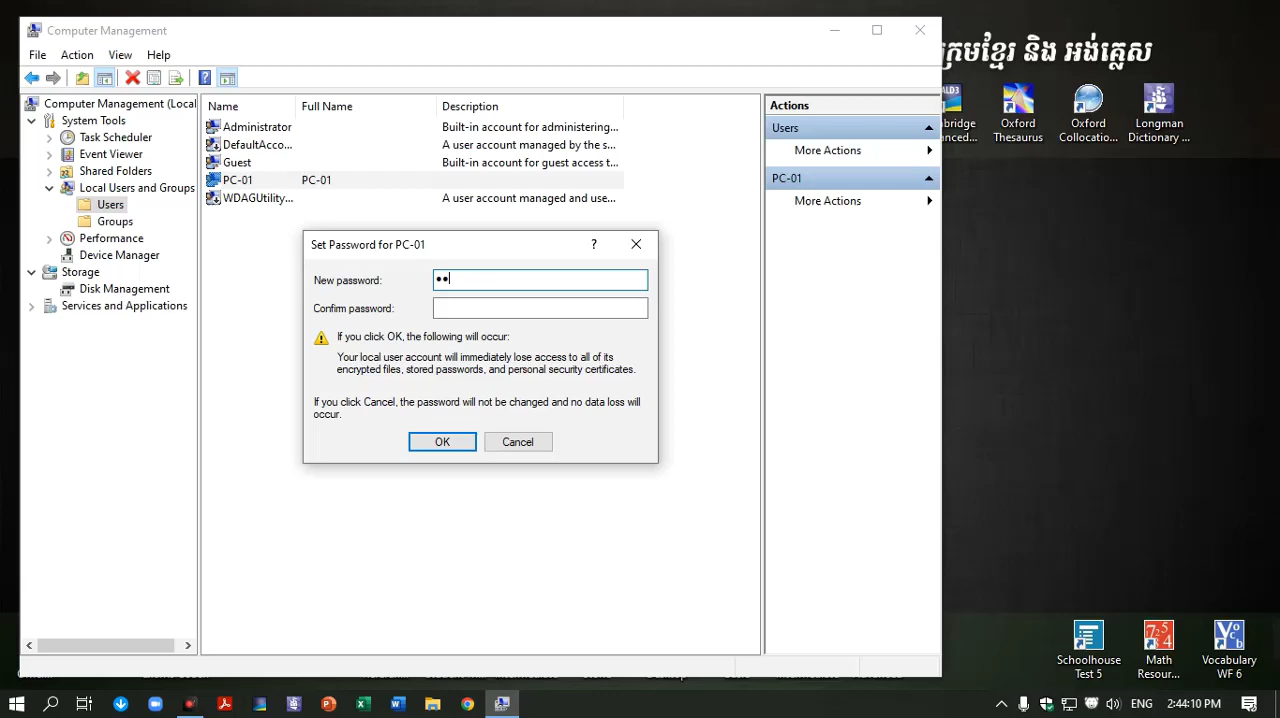 Computer Management
File Action View Help
Computer Management (Local
System Tools
Task Scheduler
Event Viewer
Shared Folders
Local Users and Groups
Users
Groups
Performance
Device Manager
Storage
Disk Management
Services and Applications
Name Full Name Description
Administrator Built-in account for administering...
DefaultAcco... A user account managed by the s...
Guest Built-in account for guest access t...
PC-01 PC-01
WDAGUtility... A user account managed and use...
Actions
Users
More Actions
PC-01
More Actions
Set Password for PC-01
New password: ●●
Confirm password:
If you click OK, the following will occur:
Your local user account will immediately lose access to all of its
encrypted files, stored passwords, and personal security certificates.
If you click Cancel, the password will not be changed and no data loss will
occur.
OK Cancel
ក្រមខ្មែរ និង អង់គ្លេស
ALD3
bridge
anced...
Oxford
Thesaurus
Oxford
Collocatio...
Longman
Dictionary ...
Schoolhouse
Test 5
Math
Resour...
Vocabulary
WF 6
ENG 2:44:10 PM